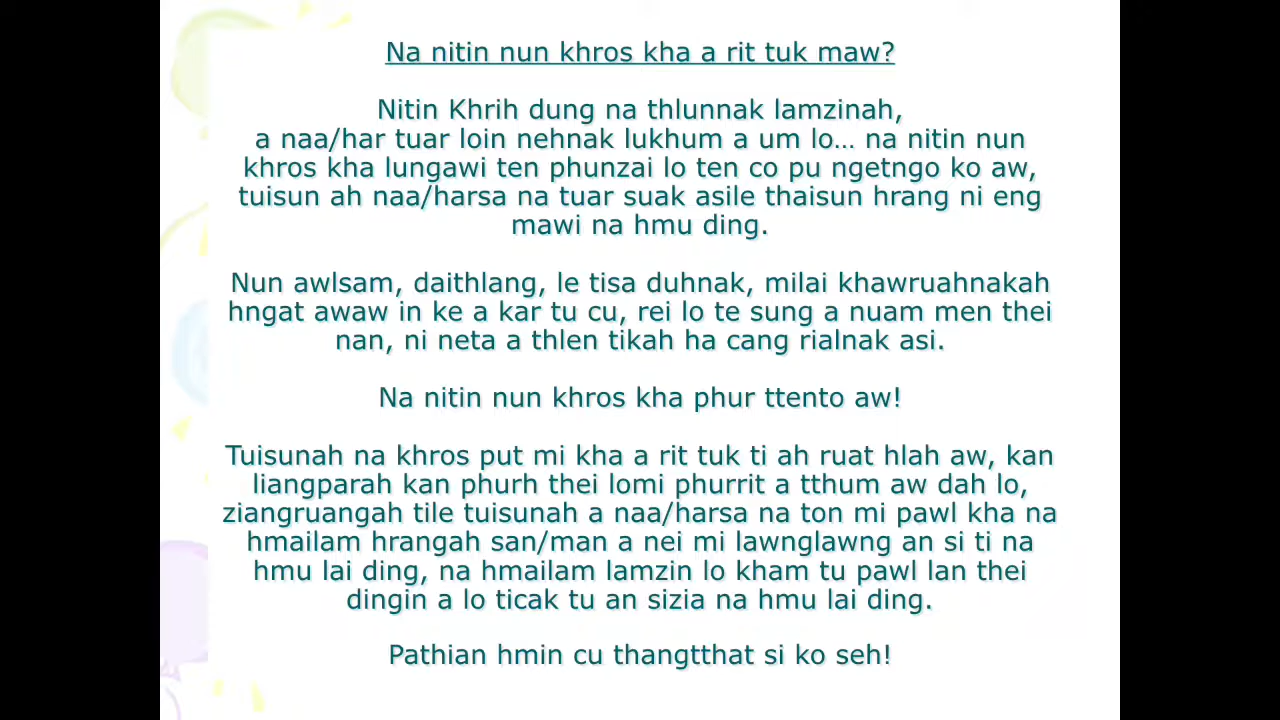 Na nitin nun khros kha a rit tuk maw?
Nitin Khrih dung na thlunnak lamzinah,
a naa/har tuar loin nehnak lukhum a um lo… na nitin nun
khros kha lungawi ten phunzai lo ten co pu ngetngo ko aw,
tuisun ah naa/harsa na tuar suak asile thaisun hrang ni eng
mawi na hmu ding.
Nun awlsam, daithlang, le tisa duhnak, milai khawruahnakah
hngat awaw in ke a kar tu cu, rei lo te sung a nuam men thei
nan, ni neta a thlen tikah ha cang rialnak asi.
Na nitin nun khros kha phur ttento aw!
Tuisunah na khros put mi kha a rit tuk ti ah ruat hlah aw, kan
liangparah kan phurh thei lomi phurrit a tthum aw dah lo,
ziangruangah tile tuisunah a naa/harsa na ton mi pawl kha na
hmailam hrangah san/man a nei mi lawnglawng an si ti na
hmu lai ding, na hmailam lamzin lo kham tu pawl lan thei
dingin a lo ticak tu an sizia na hmu lai ding.
Pathian hmin cu thangtthat si ko seh!